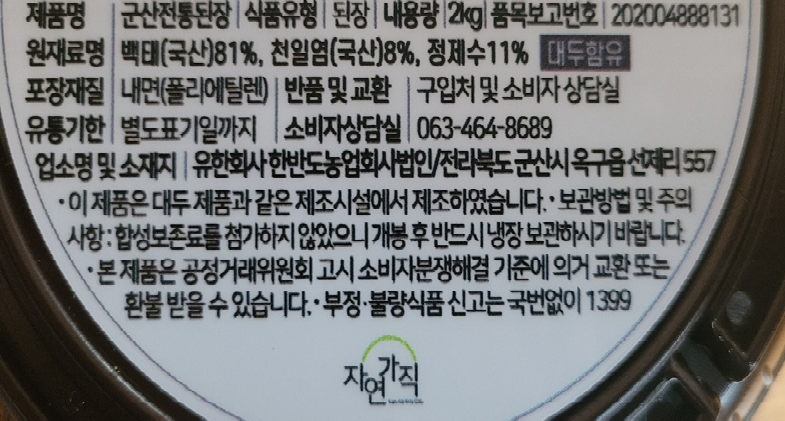 제품명 | 군산전통된장 | 식품유형 | 된장 | 내용량 | 2kg | 품목보고번호 | 202004888131
원재료명 | 백태(국산)81%, 천일염(국산)8%, 정제수11% 대두함유
포장재질 | 내면(폴리에틸렌) | 반품 및 교환 | 구입처 및 소비자 상담실
유통기한 | 별도표기일까지 | 소비자상담실 | 063-464-8689
업소명 및 소재지 | 유한회사 한반도농업회사법인/전라북도 군산시 옥구읍 선제리 557
·이 제품은 대두 제품과 같은 제조시설에서 제조하였습니다.·보관방법 및 주의
사항:합성보존료를 첨가하지 않았으니 개봉 후 반드시 냉장 보관하시기 바랍니다.
·본 제품은 공정거래위원회 고시 소비자분쟁해결 기준에 의거 교환 또는
환불 받을 수 있습니다.·부정·불량식품 신고는 국번없이 1399
자연가직